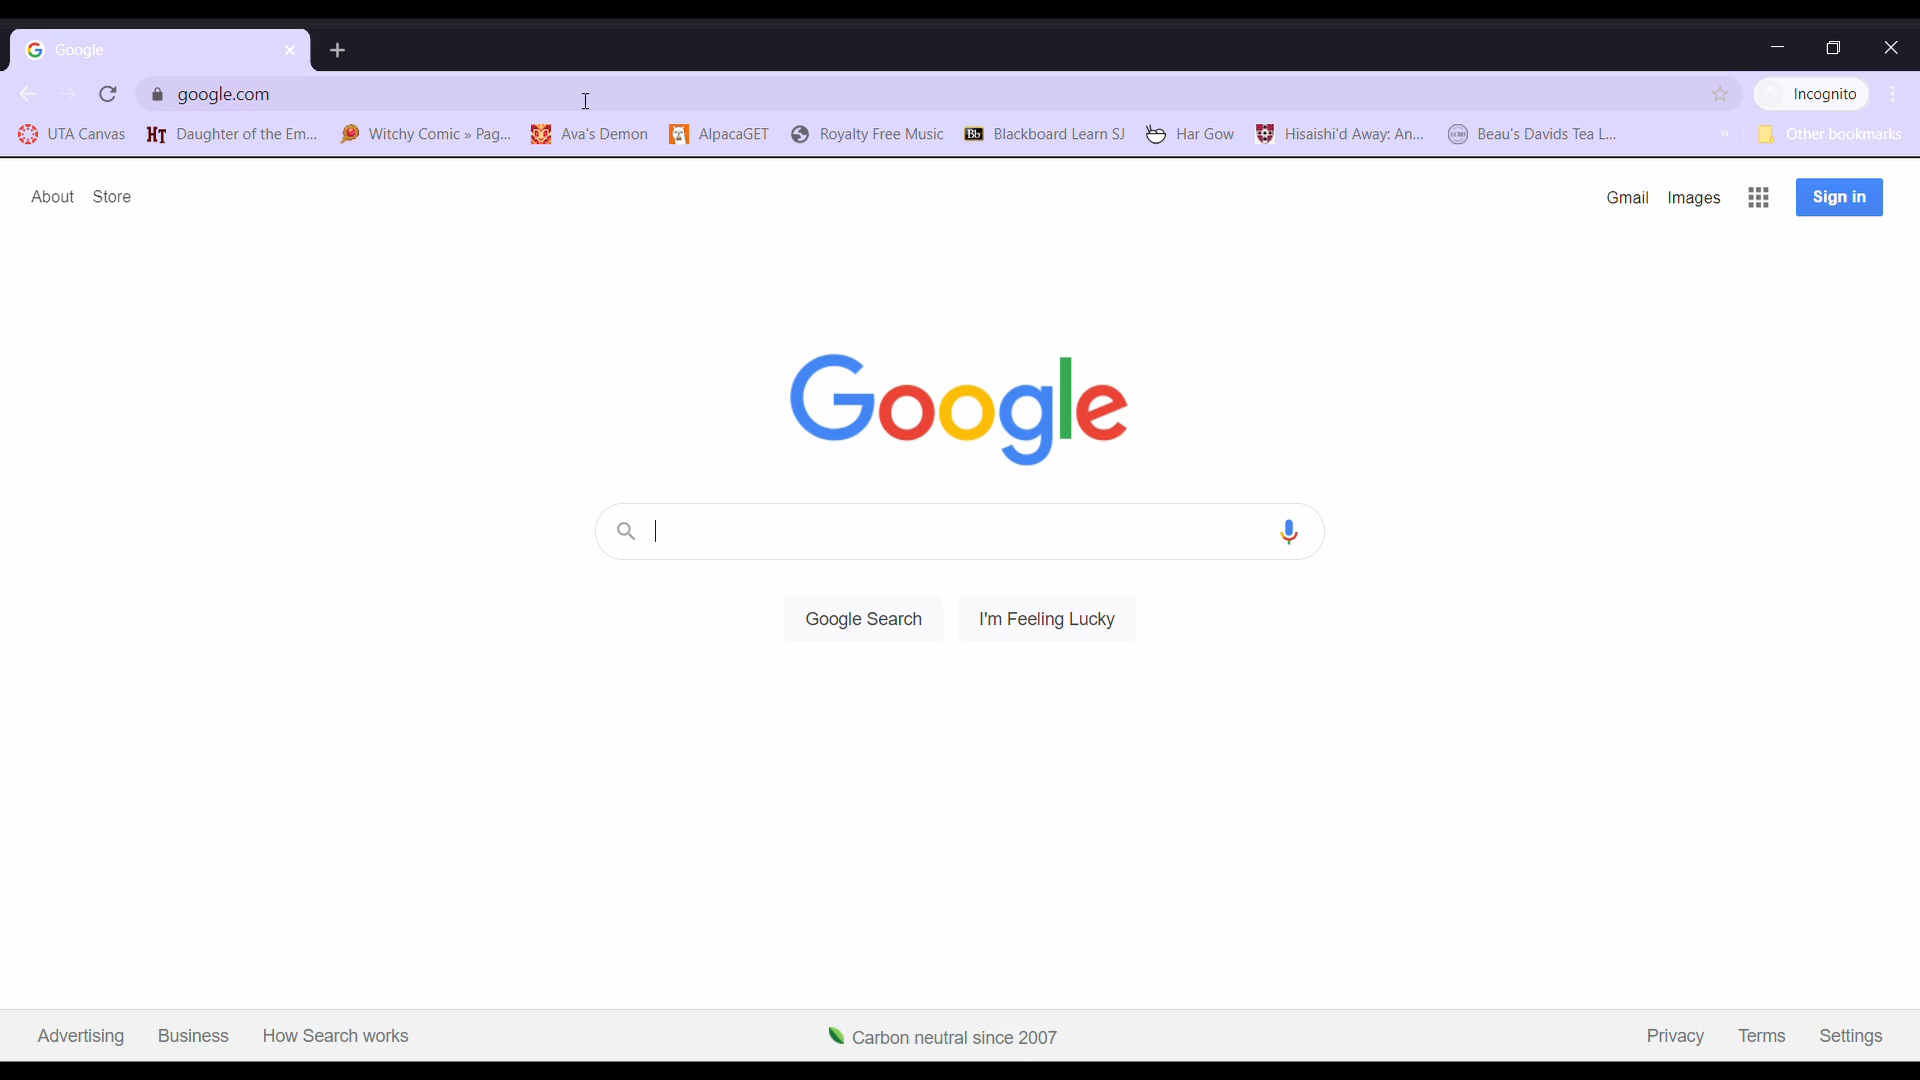 Google
google.com
Incognito
UTA Canvas Daughter of the Em... Witchy Comic » Pag... Ava's Demon AlpacaGET Royalty Free Music Bb Blackboard Learn SJ Har Gow Hisaishi'd Away: An... Beau's Davids Tea L... » Other bookmarks
About Store Gmail Images Sign in
Google
Google Search I'm Feeling Lucky
Advertising Business How Search works Carbon neutral since 2007 Privacy Terms Settings